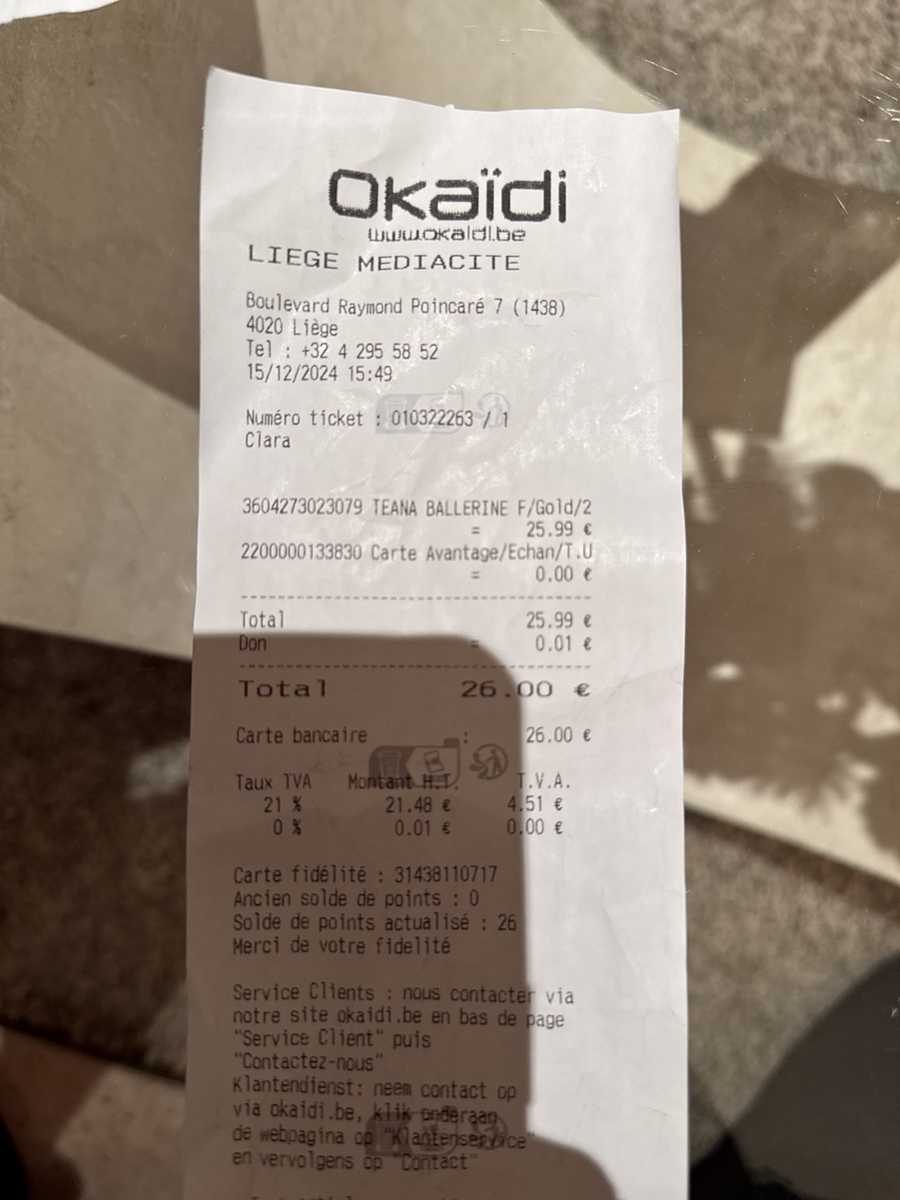 Okaïdi
www.okaidi.be
LIEGE MEDIACITE
Boulevard Raymond Poincaré 7 (1438)
4020 Liège
Tel : +32 4 295 58 52
15/12/2024 15:49
Numéro ticket : 010322263 / 1
Clara
3604273023079 TEANA BALLERINE F/Gold/2
= 25.99 €
2200000133830 Carte Avantage/Echan/T.U
= 0.00 €
Total 25.99 €
Don = 0.01 €
Total 26.00 €
Carte bancaire : 26.00 €
Taux TVA Montant H.T. T.V.A.
21 % 21.48 € 4.51 €
0 % 0.01 € 0.00 €
Carte fidélité : 31438110717
Ancien solde de points : 0
Solde de points actualisé : 26
Merci de votre fidelité
Service Clients : nous contacter via
notre site okaidi.be en bas de page
"Service Client" puis
"Contactez-nous"
Klantendienst: neem contact op
via okaidi.be, klik onderaan
de webpagina op "Klantenservice"
en vervolgens op "Contact"